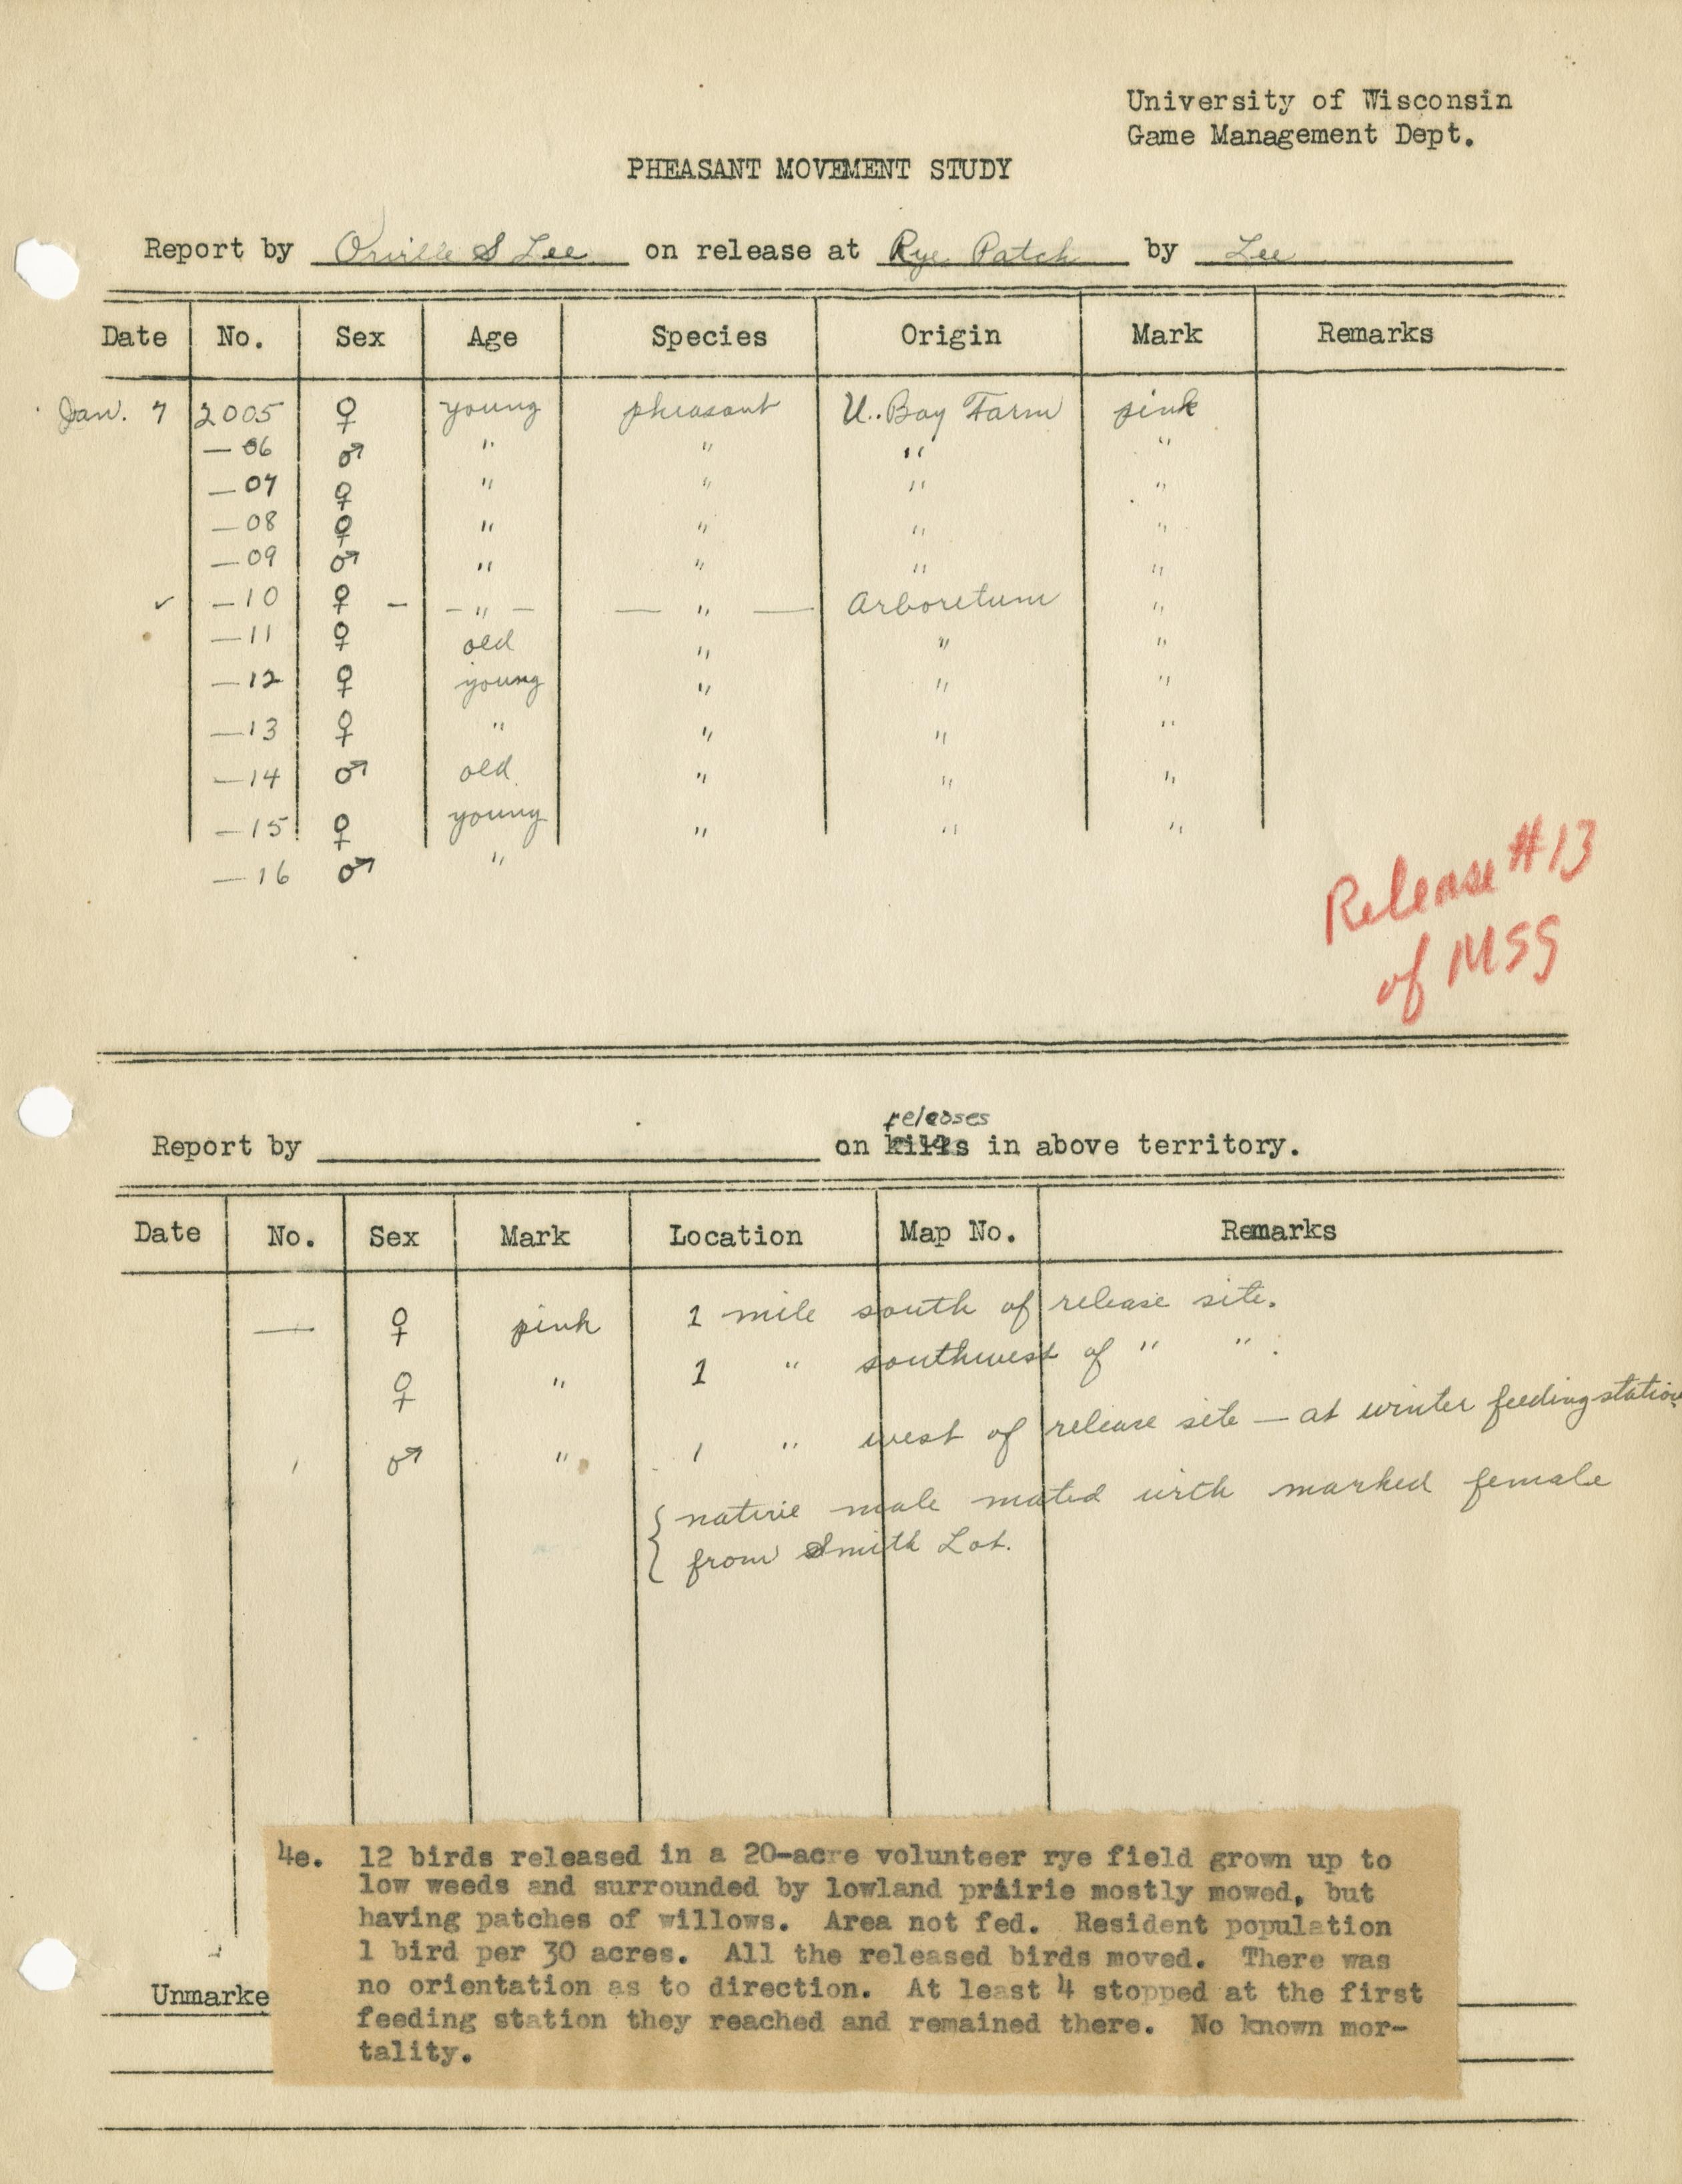 University of Wisconsin
Game Management Dept.
PHEASANT MOVEMENT STUDY
Report by Orville S Lee on release at Rye Patch by Lee
Date No. Sex Age Species Origin Mark Remarks
Jan. 7 2005 ♀ young pheasant U. Bay Farm pink
—06 ♂ " " " "
—07 ♀ " " " "
—08 ♀ " " " "
—09 ♂ " " " "
✓ —10 ♀ — — " — — " — Arboretum "
—11 ♀ old " " "
—12 ♀ young " " "
—13 ♀ " " " "
—14 ♂ old " " "
—15 ♀ young " " "
—16 ♂ "
Release #13
of MSS
releases
Report by on kills in above territory.
Date No. Sex Mark Location Map No. Remarks
— ♀ pink 1 mile south of release site.
♀ " 1 " southwest of " ".
♂ " 1 " west of release site — at winter feeding station
{ native male mated with marked female
from Smith Lot.
4e. 12 birds released in a 20-acre volunteer rye field grown up to
low weeds and surrounded by lowland prairie mostly mowed, but
having patches of willows. Area not fed. Resident population
1 bird per 30 acres. All the released birds moved. There was
no orientation as to direction. At least 4 stopped at the first
feeding station they reached and remained there. No known mor-
tality.
Unmarke